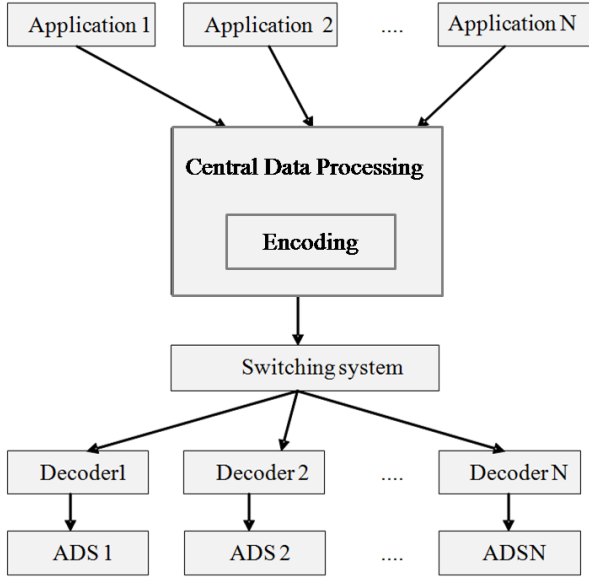 Application 1 Application 2 .... Application N
Central Data Processing
Encoding
Switching system
Decoder1 Decoder 2 .... Decoder N
ADS 1 ADS 2 .... ADSN